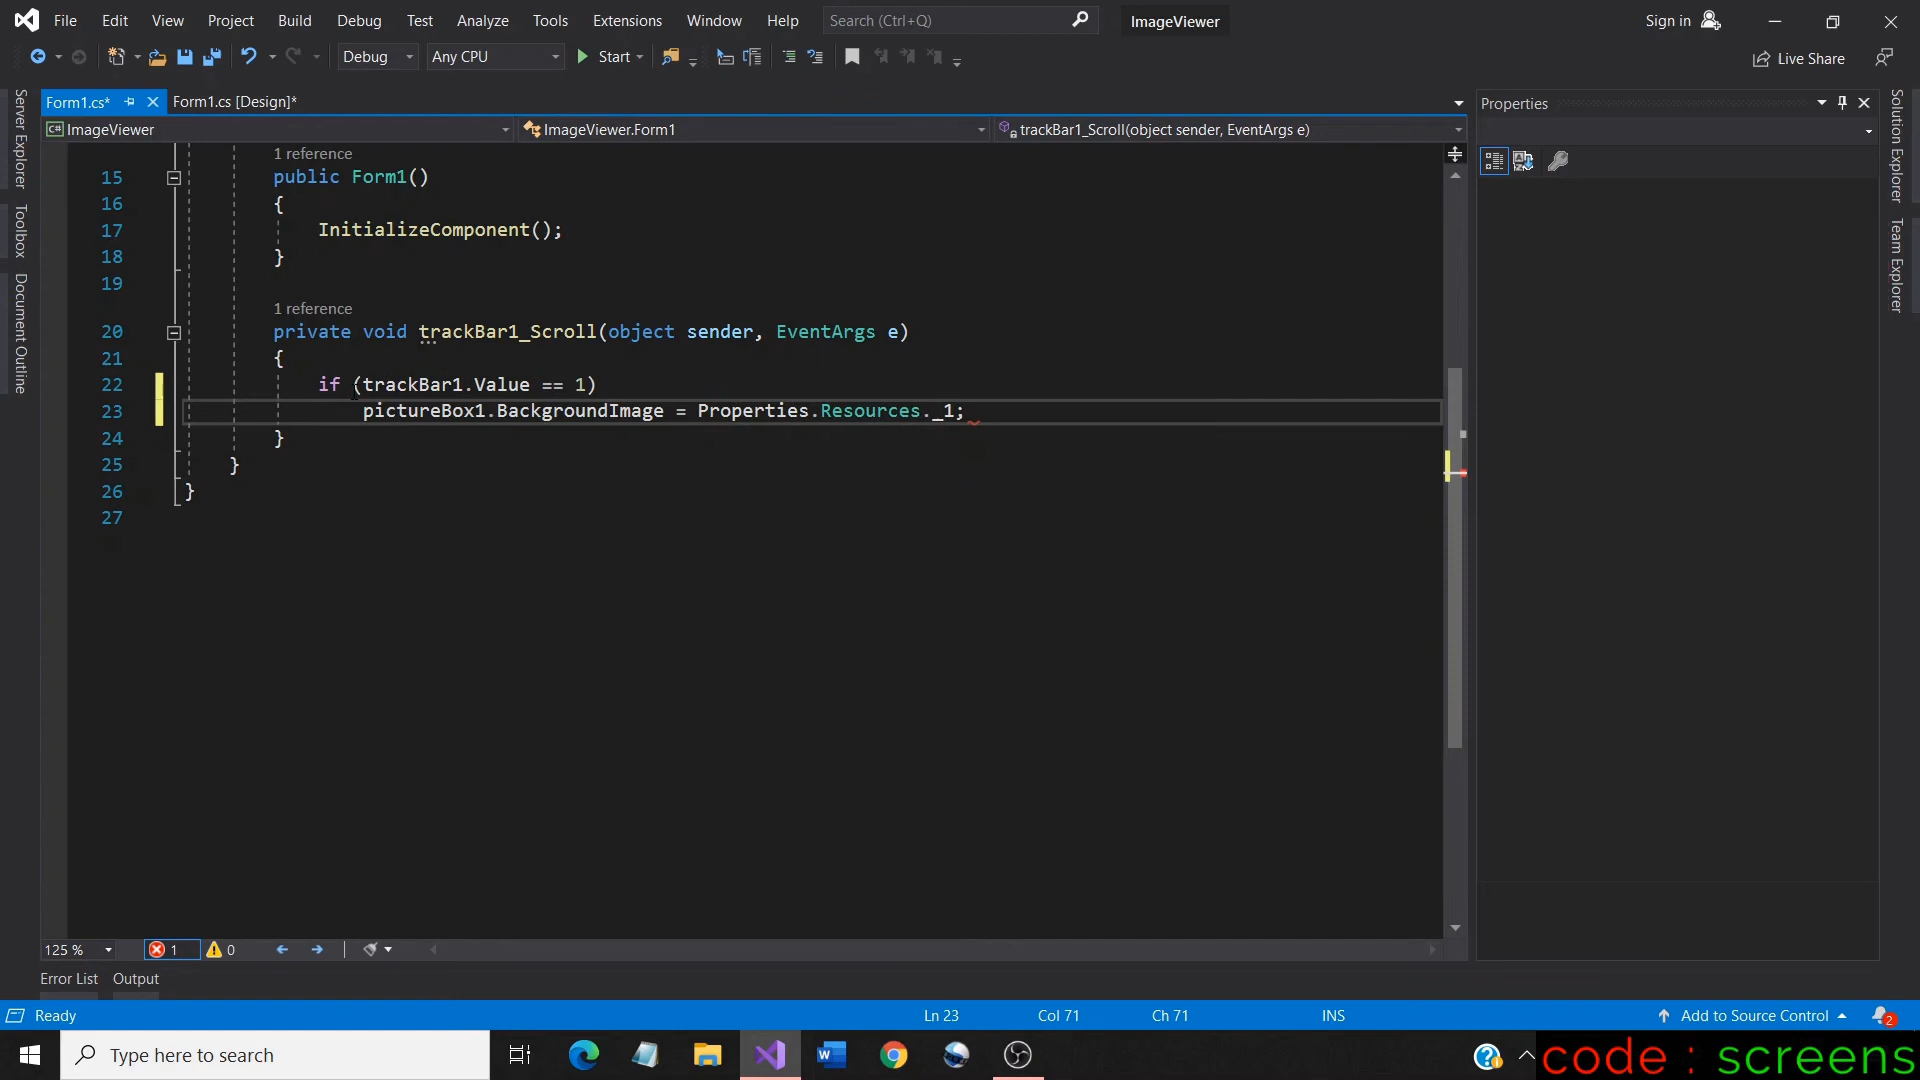 File Edit View Project Build Debug Test Analyze Tools Extensions Window Help Search (Ctrl+Q) ImageViewer Sign in
Debug Any CPU Start Live Share
Form1.cs* Form1.cs [Design]* Properties
ImageViewer ImageViewer.Form1 trackBar1_Scroll(object sender, EventArgs e)
Server Explorer
Toolbox
Document Outline
Solution Explorer
Team Explorer
1 reference
15 public Form1()
16 {
17 InitializeComponent();
18 }
19
1 reference
20 private void trackBar1_Scroll(object sender, EventArgs e)
21 {
22 if (trackBar1.Value == 1)
23 pictureBox1.BackgroundImage = Properties.Resources._1;
24 }
25 }
26 }
27
125 % 1 0
Error List Output
Ready Ln 23 Col 71 Ch 71 INS Add to Source Control 2
Type here to search code : screens